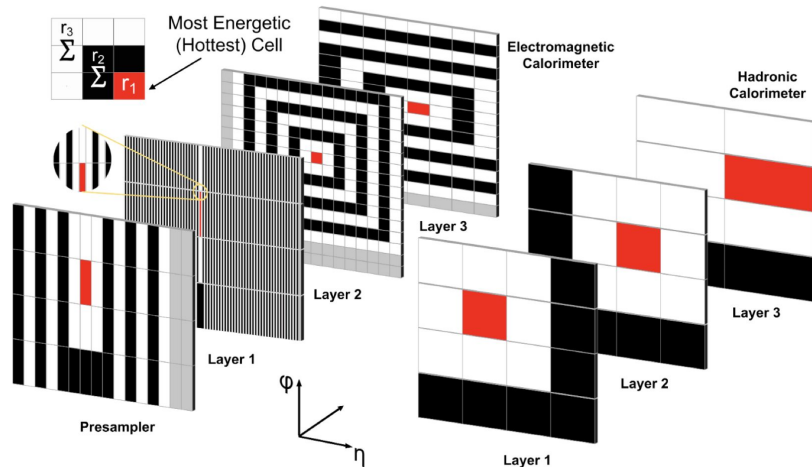 r3
Σ
r2
Σ
r1
Most Energetic
(Hottest) Cell
Electromagnetic
Calorimeter
Hadronic
Calorimeter
Layer 3
Layer 2
Layer 1
Presampler
Layer 3
Layer 2
Layer 1
φ
η